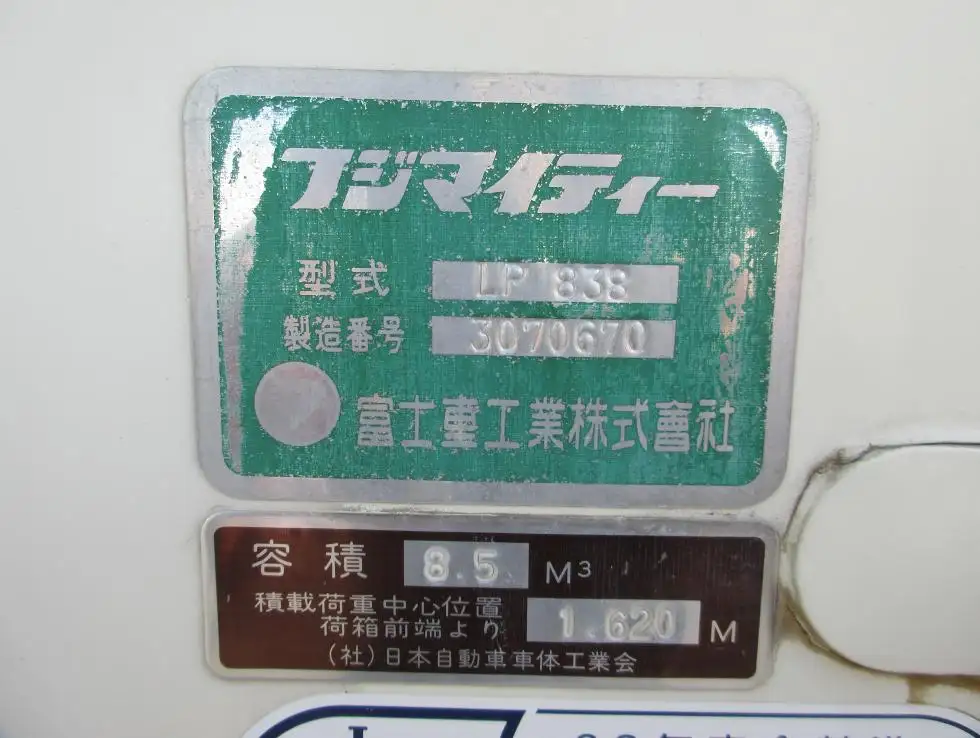 フジマイティー
型式 LP 838
製造番号 3070670
富士重工業株式會社
容積 8.5 M³
積載荷重中心位置
荷箱前端より 1.620 M
(社)日本自動車車体工業会